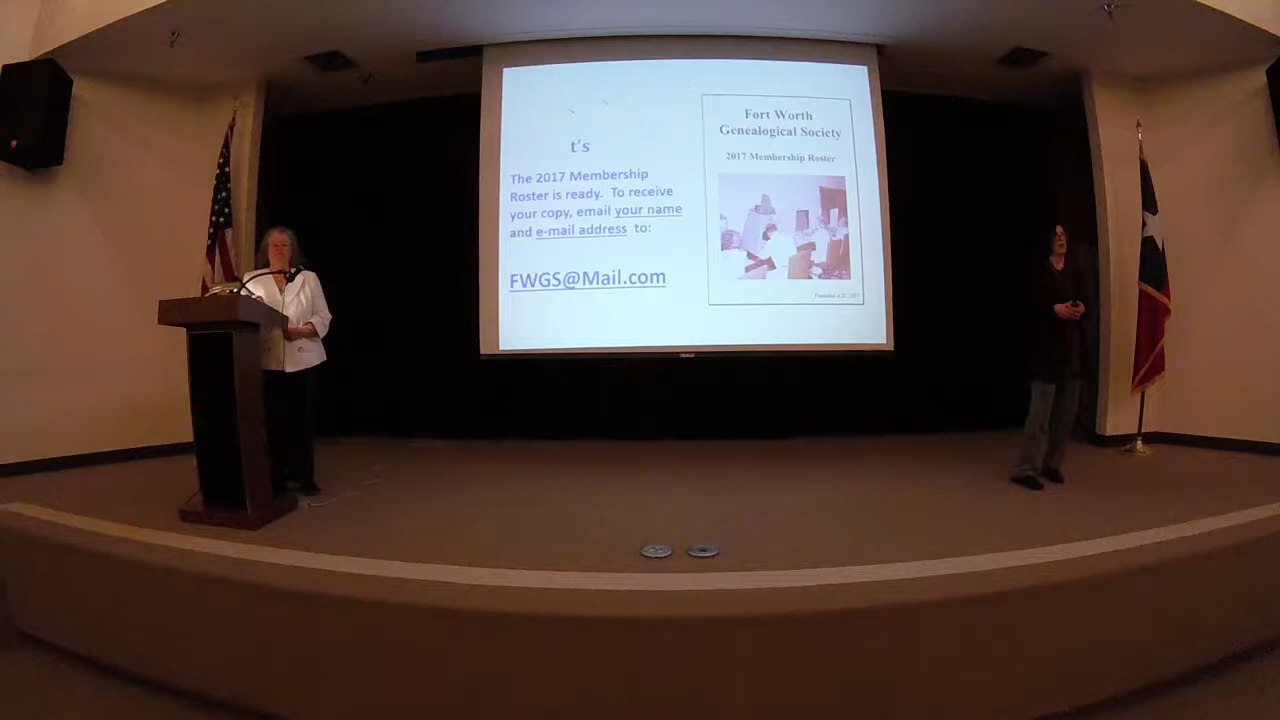 t's
The 2017 Membership
Roster is ready. To receive
your copy, email your name
and e-mail address to:
FWGS@Mail.com
Fort Worth
Genealogical Society
2017 Membership Roster